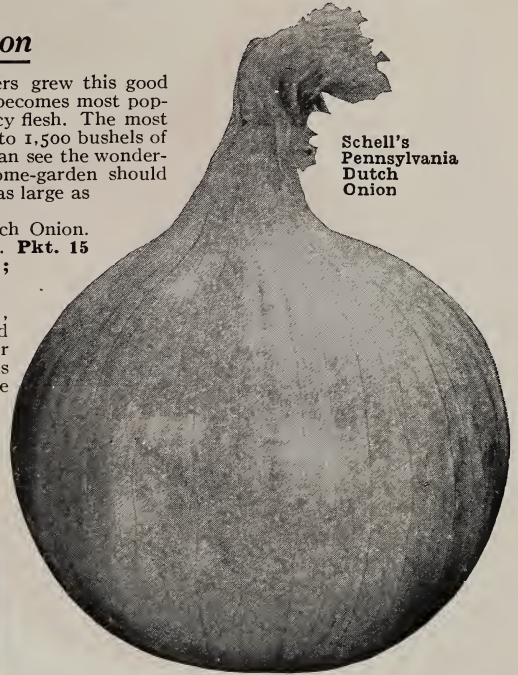 on
ers grew this good
becomes most pop-
cy flesh. The most
to 1,500 bushels of
an see the wonder-
ome-garden should
as large as
ch Onion.
. Pkt. 15
;
,
d
r
s
e
Schell's
Pennsylvania
Dutch
Onion